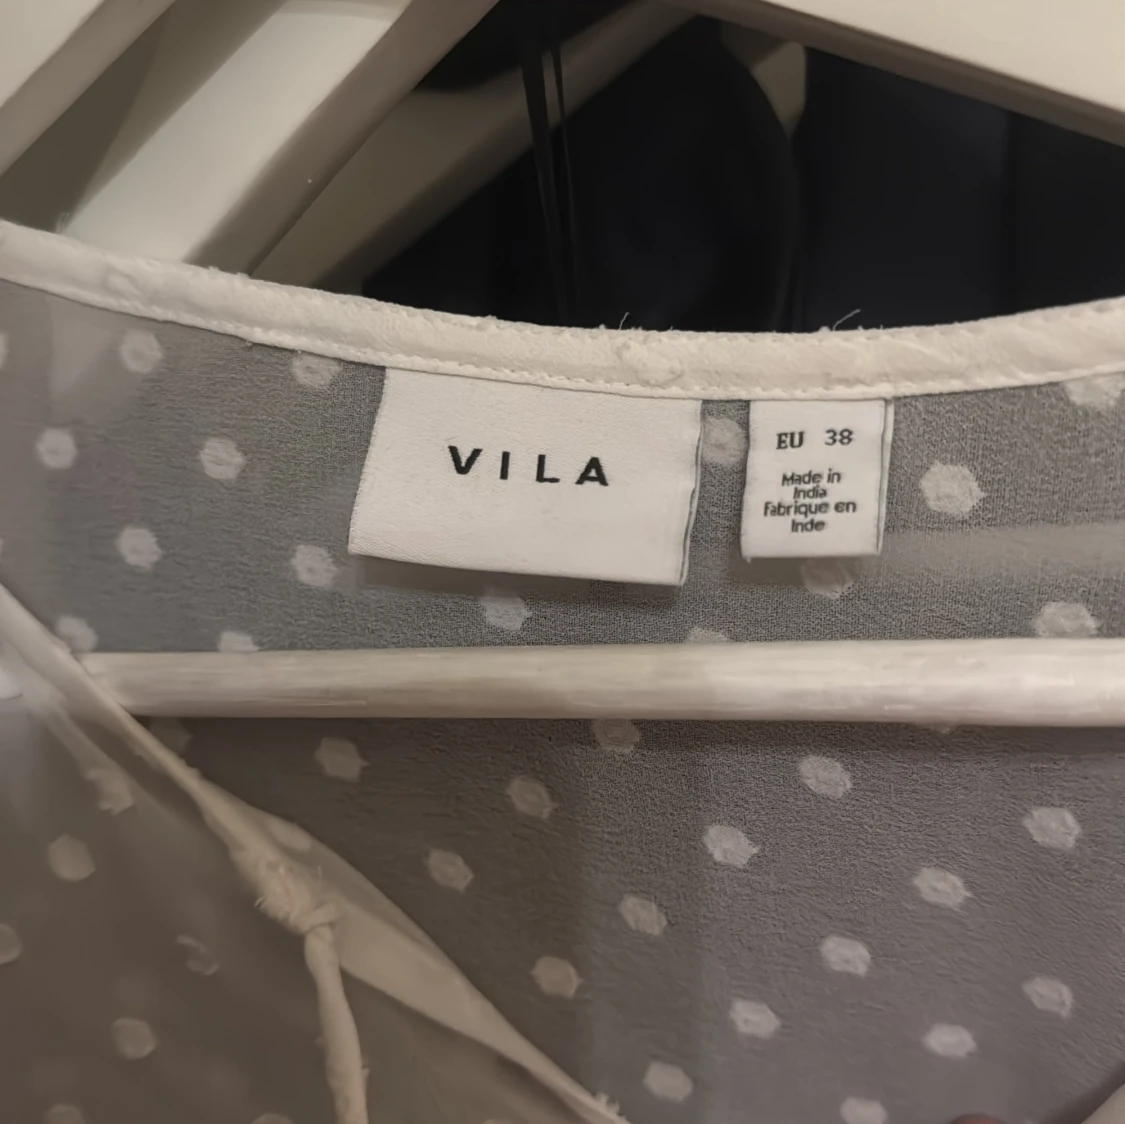 VILA
EU 38
Made in
India
Fabrique en
Inde